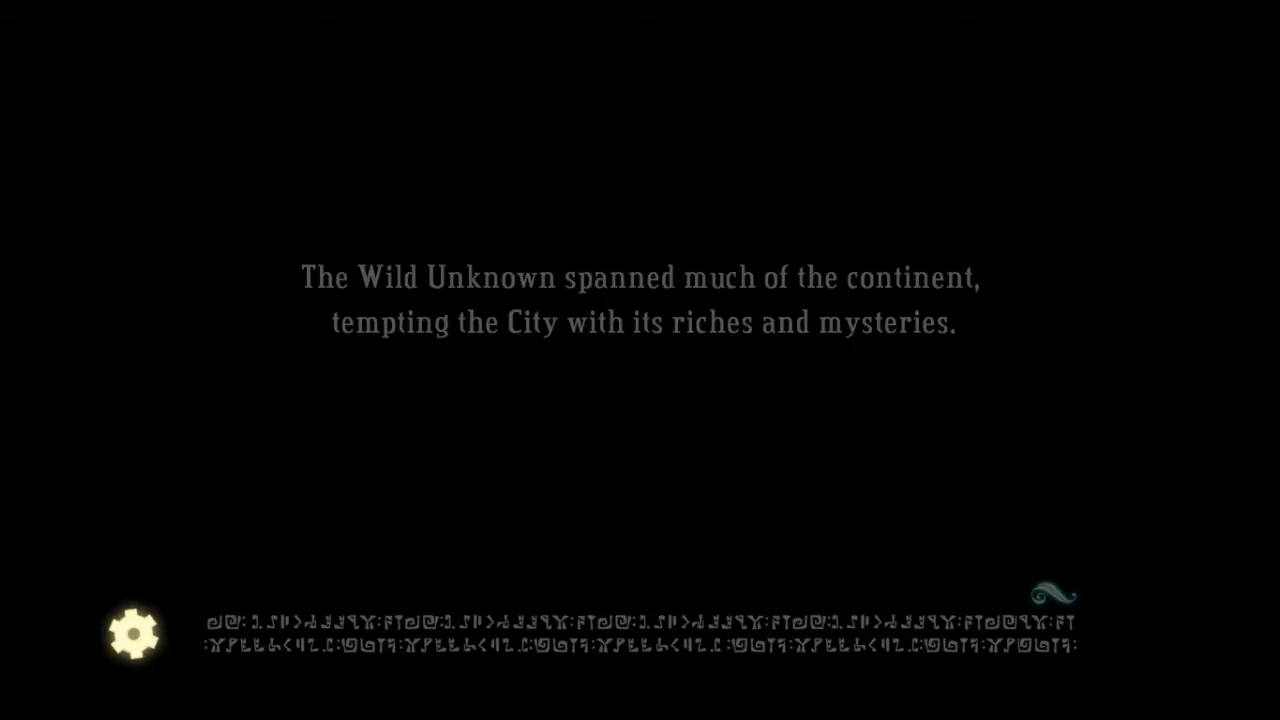 The Wild Unknown spanned much of the continent,
tempting the City with its riches and mysteries.